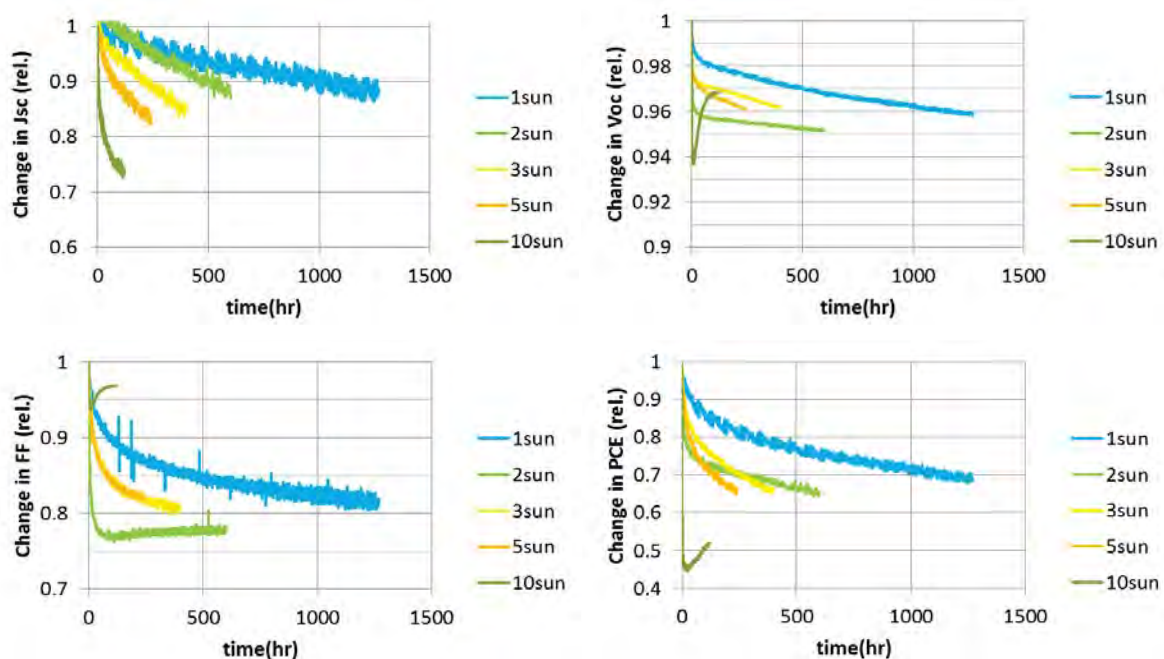 Change in Jsc (rel.)
1
0.9
0.8
0.7
0.6
0
500
1000
1500
time(hr)
1sun
2sun
3sun
5sun
10sun
Change in Voc (rel.)
1
0.98
0.96
0.94
0.92
0.9
0
500
1000
1500
time(hr)
1sun
2sun
3sun
5sun
10sun
Change in FF (rel.)
1
0.9
0.8
0.7
0
500
1000
1500
time(hr)
1sun
2sun
3sun
5sun
10sun
Change in PCE (rel.)
1
0.9
0.8
0.7
0.6
0.5
0.4
0
500
1000
1500
time(hr)
1sun
2sun
3sun
5sun
10sun